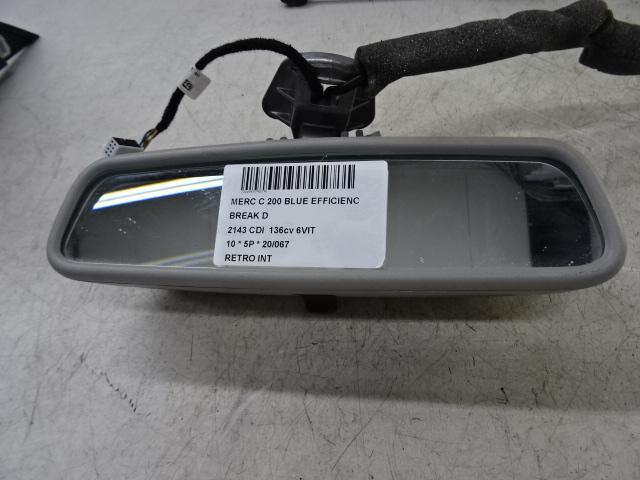 MERC C 200 BLUE EFFICIENC
BREAK D
2143 CDI 136cv 6VIT
10 * 5P * 20/067
RETRO INT